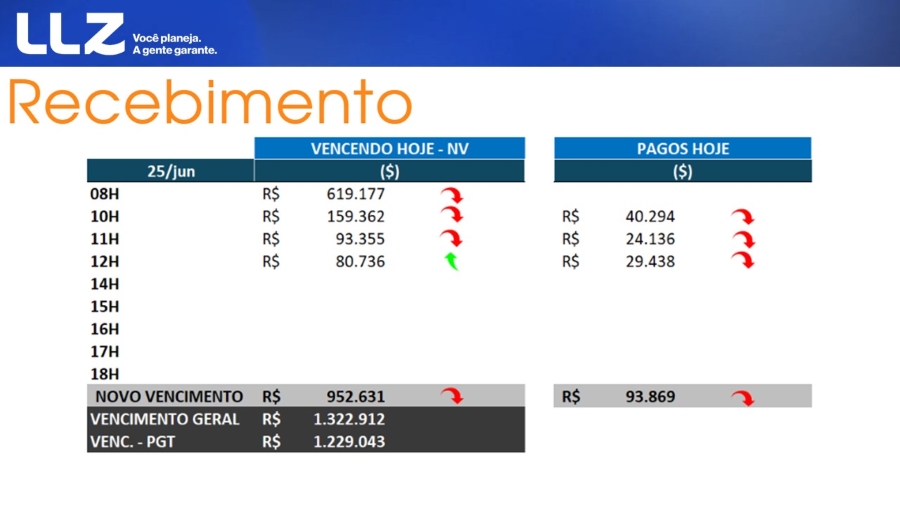 LLZ Você planeja.
A gente garante.
Recebimento
VENCENDO HOJE - NV PAGOS HOJE
25/jun ($) ($)
08H R$ 619.177
10H R$ 159.362 R$ 40.294
11H R$ 93.355 R$ 24.136
12H R$ 80.736 R$ 29.438
14H
15H
16H
17H
18H
NOVO VENCIMENTO R$ 952.631 R$ 93.869
VENCIMENTO GERAL R$ 1.322.912
VENC. - PGT R$ 1.229.043